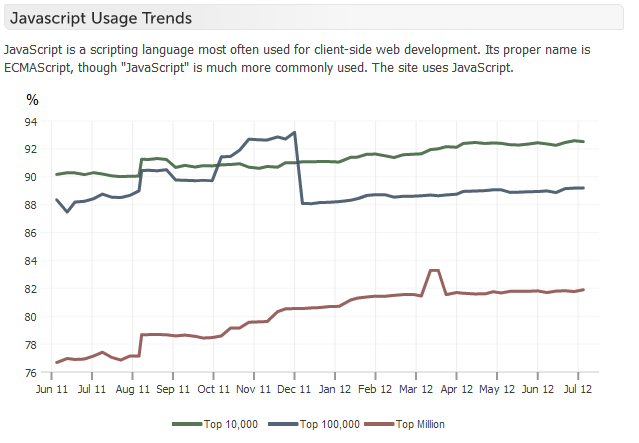 Javascript Usage Trends
JavaScript is a scripting language most often used for client-side web development. Its proper name is
ECMAScript, though "JavaScript" is much more commonly used. The site uses JavaScript.
%
94
92
90
88
86
84
82
80
78
76
Jun 11 Jul 11 Aug 11 Sep 11 Oct 11 Nov 11 Dec 11 Jan 12 Feb 12 Mar 12 Apr 12 May 12 Jun 12 Jul 12
Top 10,000 Top 100,000 Top Million